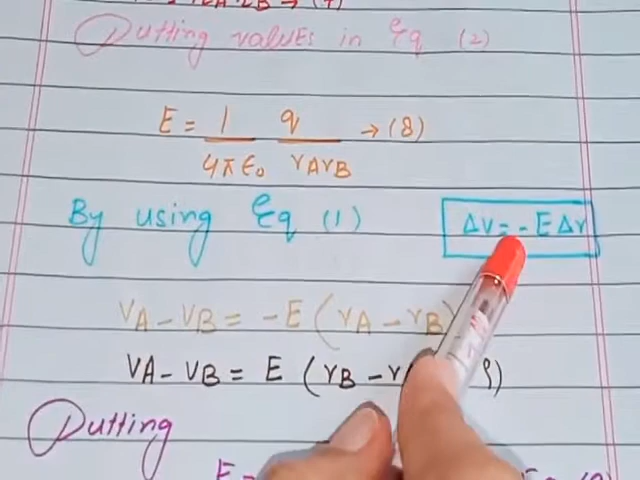 Putting values in Eq (2)
E = 1 q → (8)
4πϵ₀ rArB
By using Eq (1) ΔV = - E Δr
VA - VB = -E (rA - rB)
VA - VB = E (rB - r
Putting